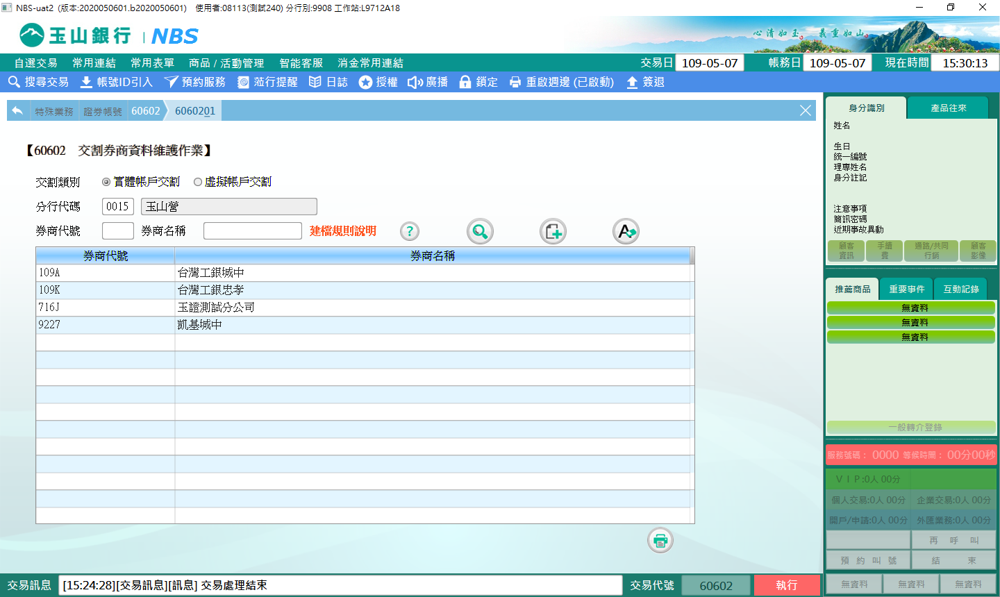 NBS-uat2 (版本:2020050601.b2020050601) 使用者:08113(測試240) 分行別:9908 工作站:L9712A18
玉山銀行 | NBS
心清如玉。義重如山。
自選交易 常用連結 常用表單 商品 / 活動管理 智能客服 消金常用連結 交易日 109-05-07 帳務日 109-05-07 現在時間 15:30:13
搜尋交易 帳號ID引入 預約服務 蒞行提醒 日誌 授權 廣播 鎖定 重啟週邊 (已啟動) 簽退
特殊業務 證券帳號 60602 6060201
【60602 交割券商資料維護作業】
交割類別 實體帳戶交割 虛擬帳戶交割
分行代碼 0015 玉山營
券商代號 券商名稱 建檔規則說明 ?
券商代號 券商名稱
109A 台灣工銀城中
109K 台灣工銀忠孝
716J 玉證測試分公司
9227 凱基城中
身分識別 產品往來
姓名
生日
統一編號
理專姓名
身分註記
注意事項
簡訊密碼
近期事故異動
顧客資訊 手續費 通路/共同行銷 顧客影像
推薦商品 重要事件 互動記錄
無資料
無資料
無資料
一般轉介登錄
服務號碼： 0000 等候時間： 00分00秒
ＶＩＰ:0人 00分
個人交易:0人 00分 企業交易:0人 00分
開戶/申請:0人 00分 外匯業務:0人 00分
再 呼 叫
預 約 叫 號 結 束
無資料 無資料 無資料
交易訊息 [15:24:28][交易訊息][訊息] 交易處理結束 交易代號 60602 執行